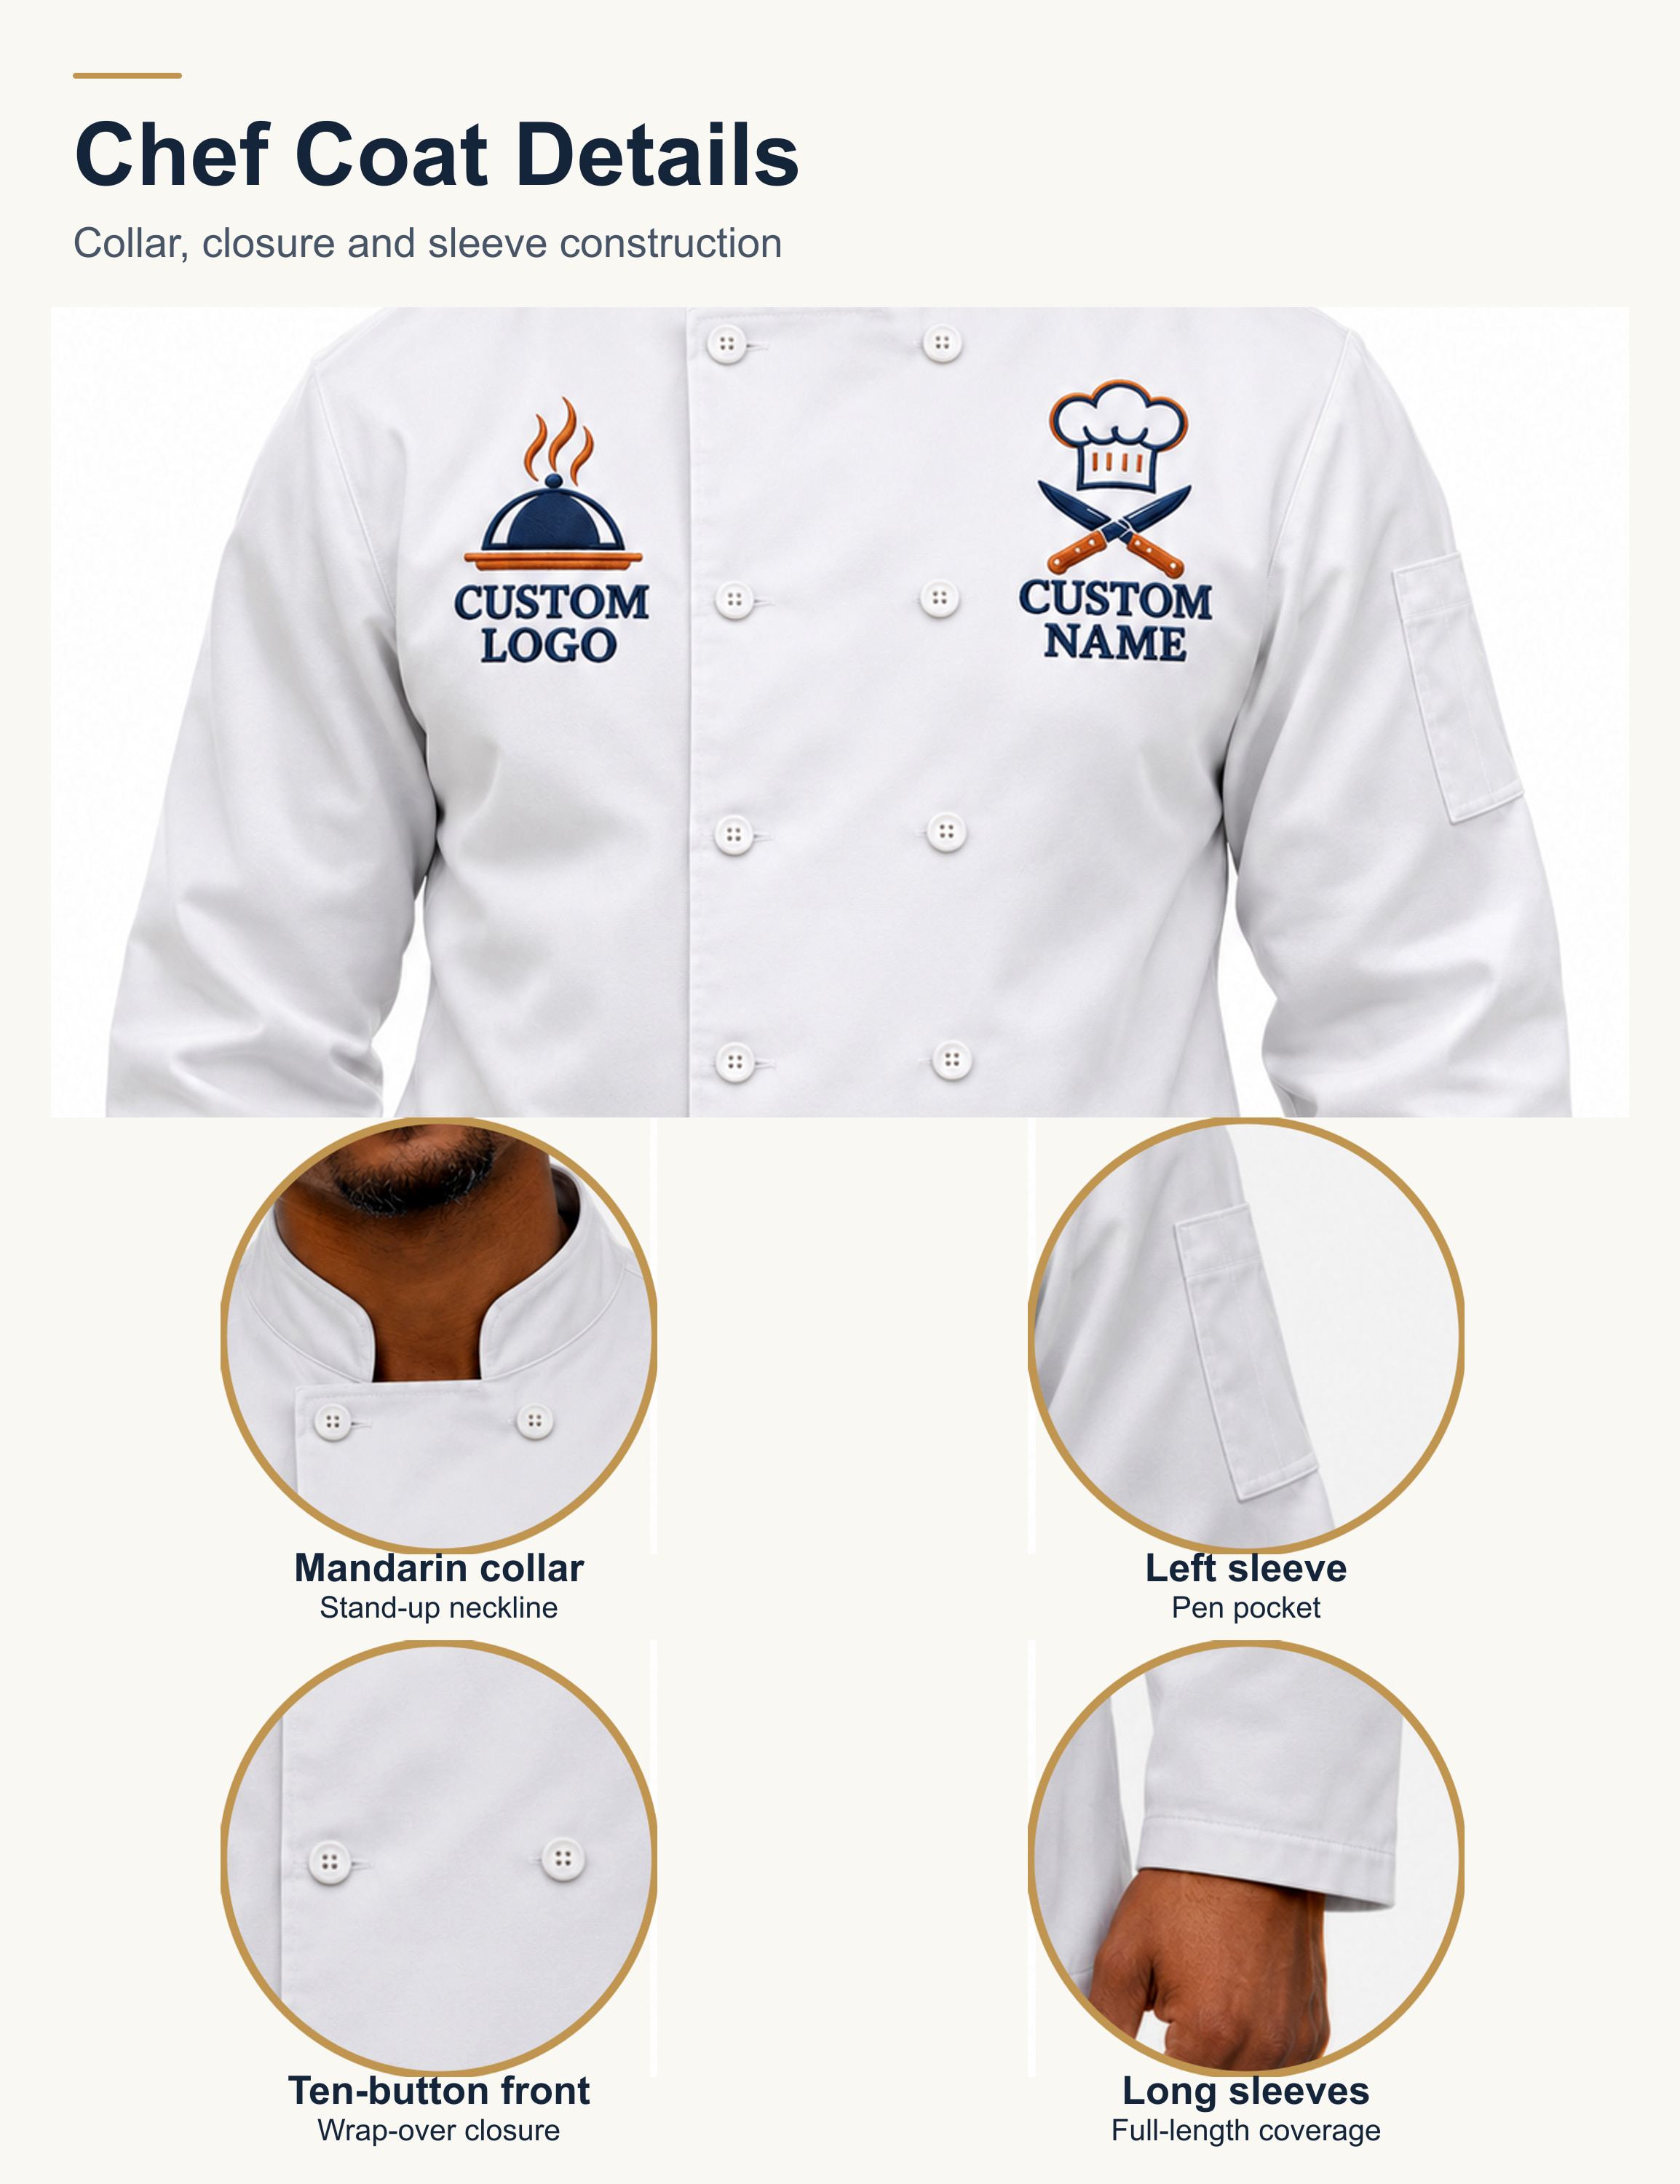 Chef Coat Details
Collar, closure and sleeve construction
CUSTOM
LOGO
CUSTOM
NAME
Mandarin collar
Stand-up neckline
Left sleeve
Pen pocket
Ten-button front
Wrap-over closure
Long sleeves
Full-length coverage